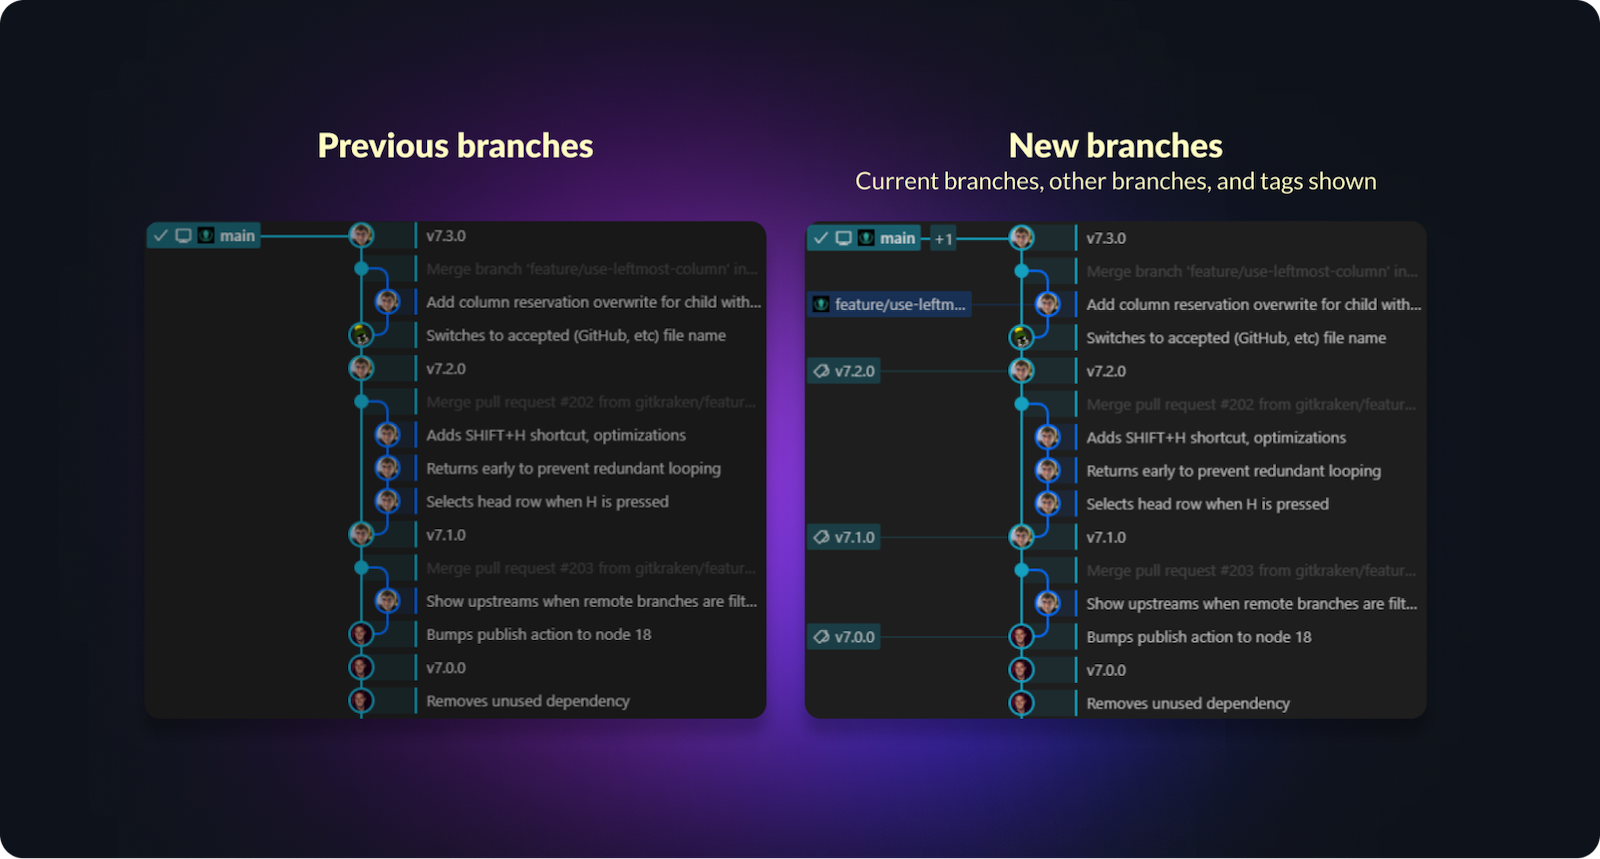 Previous branches
main
v7.3.0
Merge branch 'feature/use-leftmost-column' in...
Add column reservation overwrite for child with...
Switches to accepted (GitHub, etc) file name
v7.2.0
Merge pull request #202 from gitkraken/featur...
Adds SHIFT+H shortcut, optimizations
Returns early to prevent redundant looping
Selects head row when H is pressed
v7.1.0
Merge pull request #203 from gitkraken/featur...
Show upstreams when remote branches are filt...
Bumps publish action to node 18
v7.0.0
Removes unused dependency
New branches
Current branches, other branches, and tags shown
main +1 v7.3.0
Merge branch 'feature/use-leftmost-column' in...
feature/use-leftm... Add column reservation overwrite for child with...
Switches to accepted (GitHub, etc) file name
v7.2.0 v7.2.0
Merge pull request #202 from gitkraken/featur...
Adds SHIFT+H shortcut, optimizations
Returns early to prevent redundant looping
Selects head row when H is pressed
v7.1.0 v7.1.0
Merge pull request #203 from gitkraken/featur...
Show upstreams when remote branches are filt...
v7.0.0 Bumps publish action to node 18
v7.0.0
Removes unused dependency